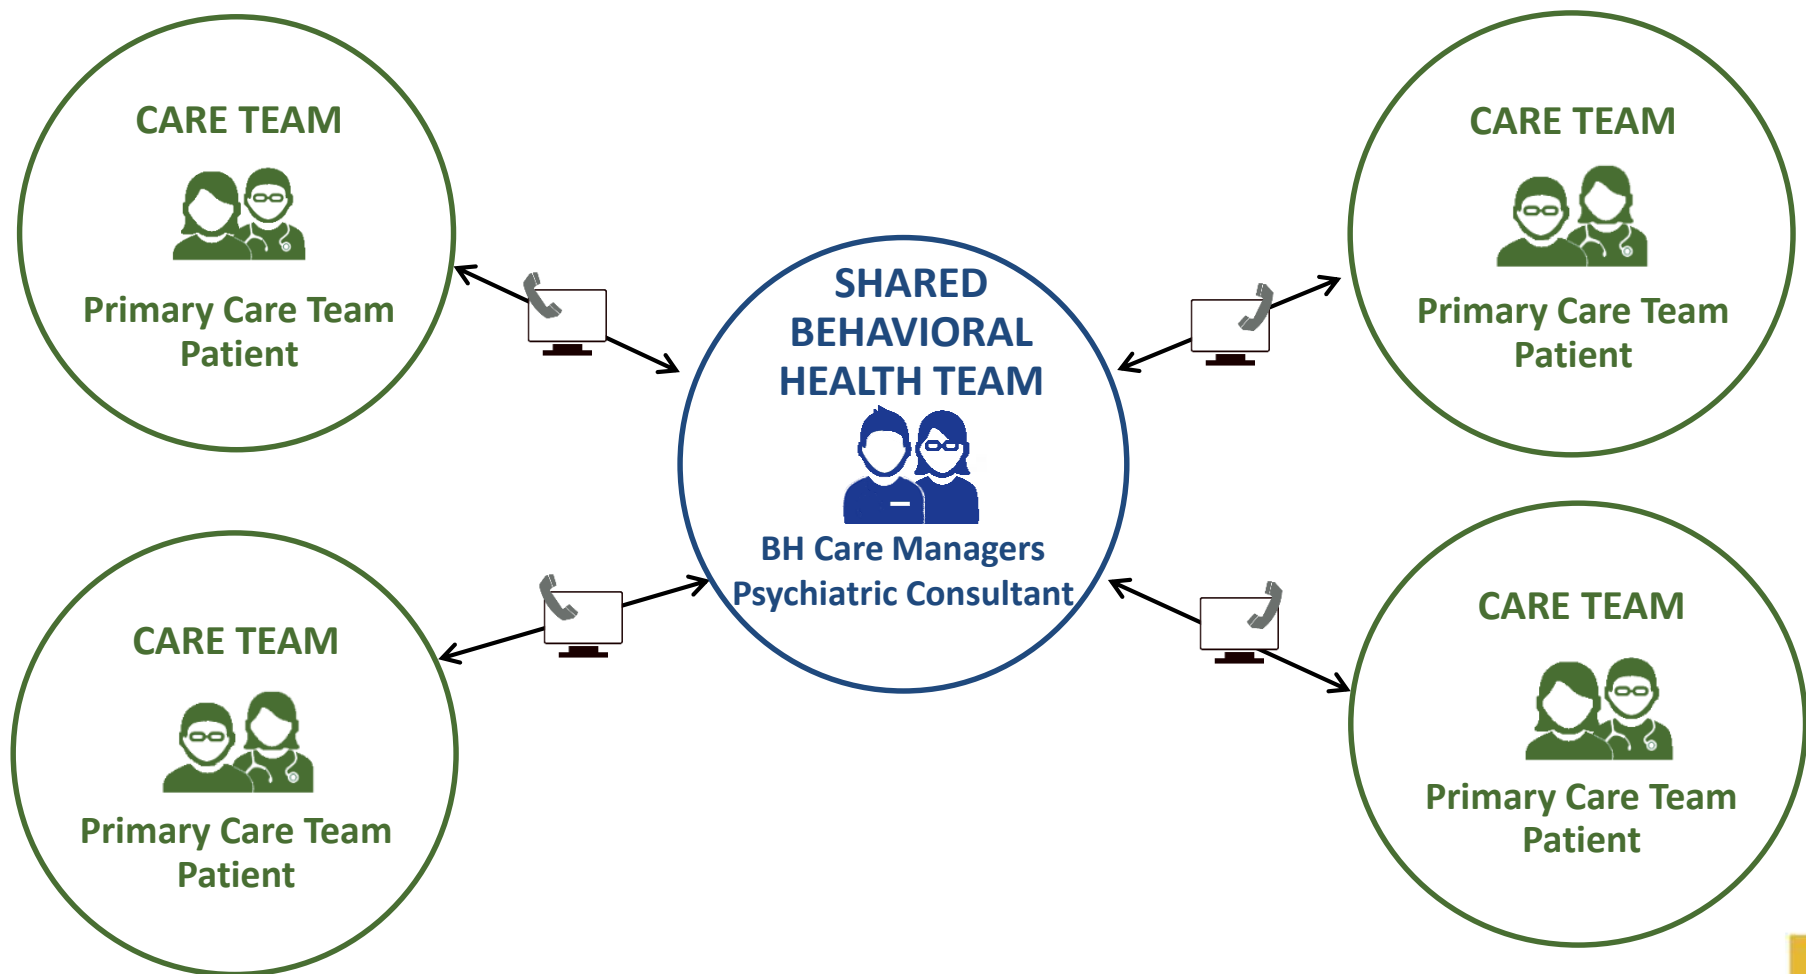 CARE TEAM
Primary Care Team
Patient
CARE TEAM
Primary Care Team
Patient
SHARED
BEHAVIORAL
HEALTH TEAM
BH Care Managers
Psychiatric Consultant
CARE TEAM
Primary Care Team
Patient
CARE TEAM
Primary Care Team
Patient